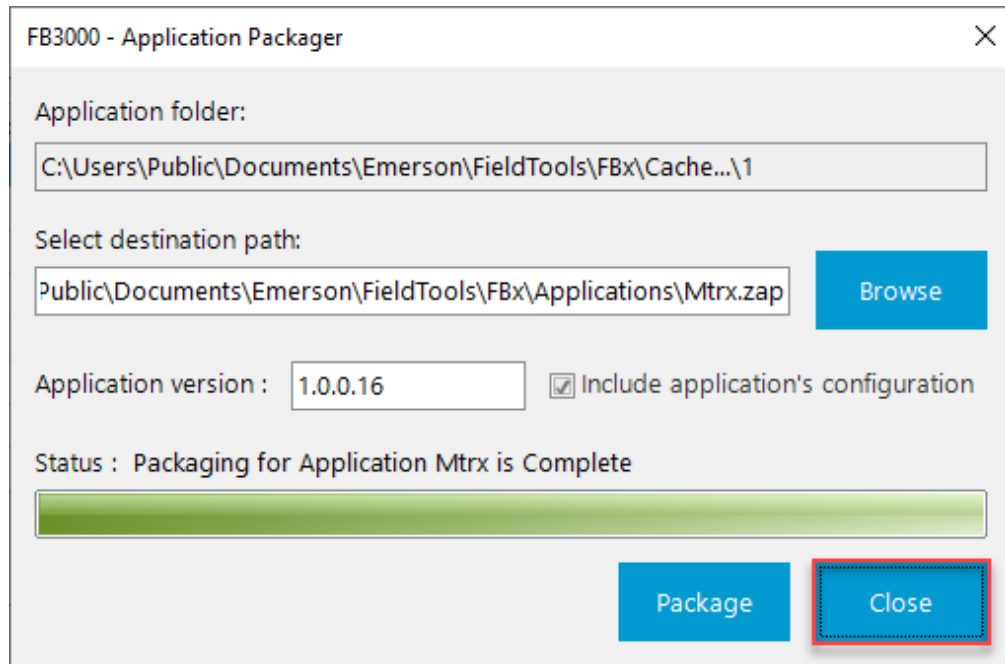 FB3000 - Application Packager
Application folder:
C:\Users\Public\Documents\Emerson\FieldTools\FBx\Cache...\1
Select destination path:
Public\Documents\Emerson\FieldTools\FBx\Applications\Mtrx.zap
Browse
Application version : 1.0.0.16 Include application's configuration
Status : Packaging for Application Mtrx is Complete
Package Close